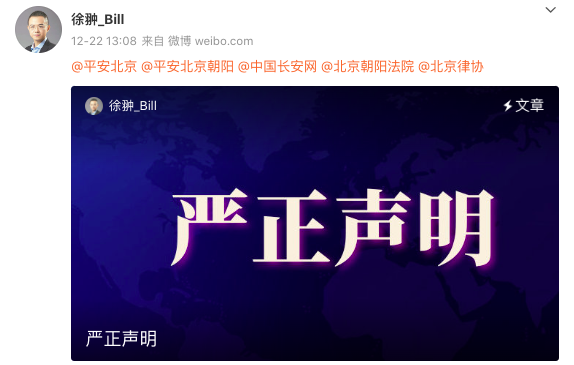 徐翀_Bill
12-22 13:08 来自 微博 weibo.com
@平安北京 @平安北京朝阳 @中国长安网 @北京朝阳法院 @北京律协
徐翀_Bill
文章
严正声明
严正声明